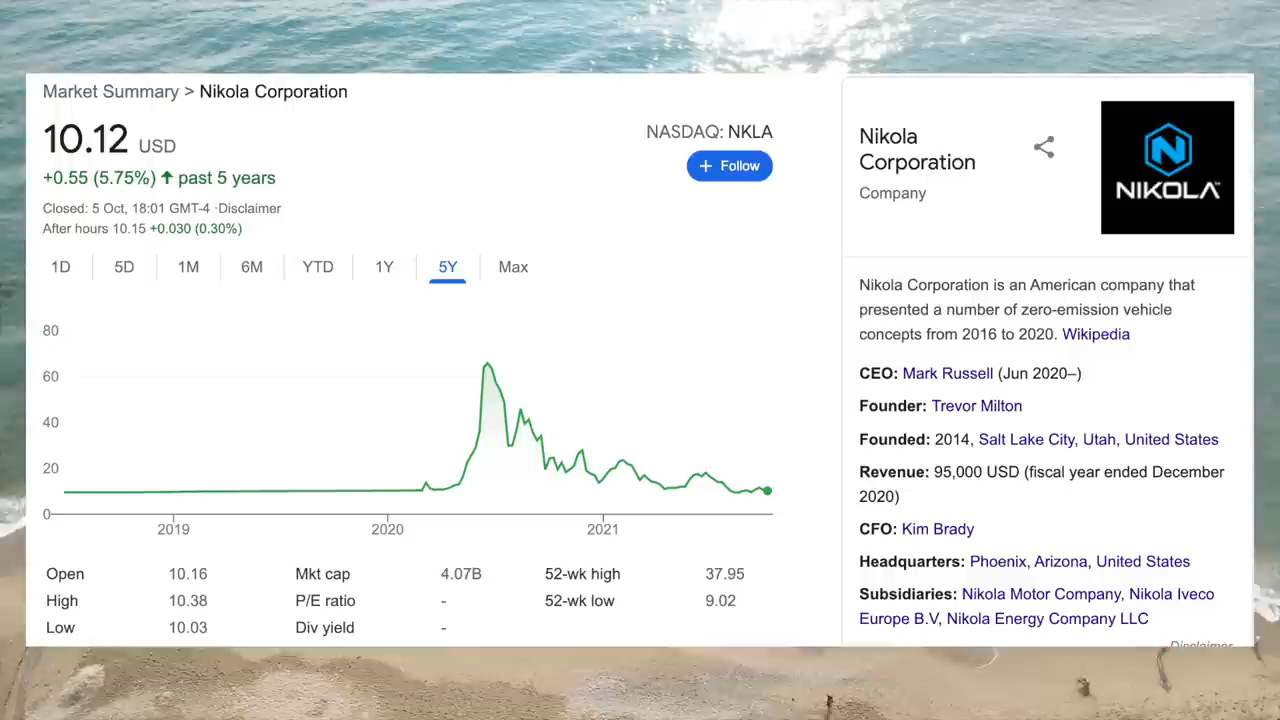 Market Summary > Nikola Corporation
10.12 USD
+0.55 (5.75%) ↑ past 5 years
Closed: 5 Oct, 18:01 GMT-4 ·Disclaimer
After hours 10.15 +0.030 (0.30%)
NASDAQ: NKLA
+ Follow
1D 5D 1M 6M YTD 1Y 5Y Max
80
60
40
20
0
2019 2020 2021
Open 10.16 Mkt cap 4.07B 52-wk high 37.95
High 10.38 P/E ratio - 52-wk low 9.02
Low 10.03 Div yield -
Nikola
Corporation
Company
NIKOLA™
Nikola Corporation is an American company that
presented a number of zero-emission vehicle
concepts from 2016 to 2020. Wikipedia
CEO: Mark Russell (Jun 2020–)
Founder: Trevor Milton
Founded: 2014, Salt Lake City, Utah, United States
Revenue: 95,000 USD (fiscal year ended December
2020)
CFO: Kim Brady
Headquarters: Phoenix, Arizona, United States
Subsidiaries: Nikola Motor Company, Nikola Iveco
Europe B.V, Nikola Energy Company LLC
Disclaimer